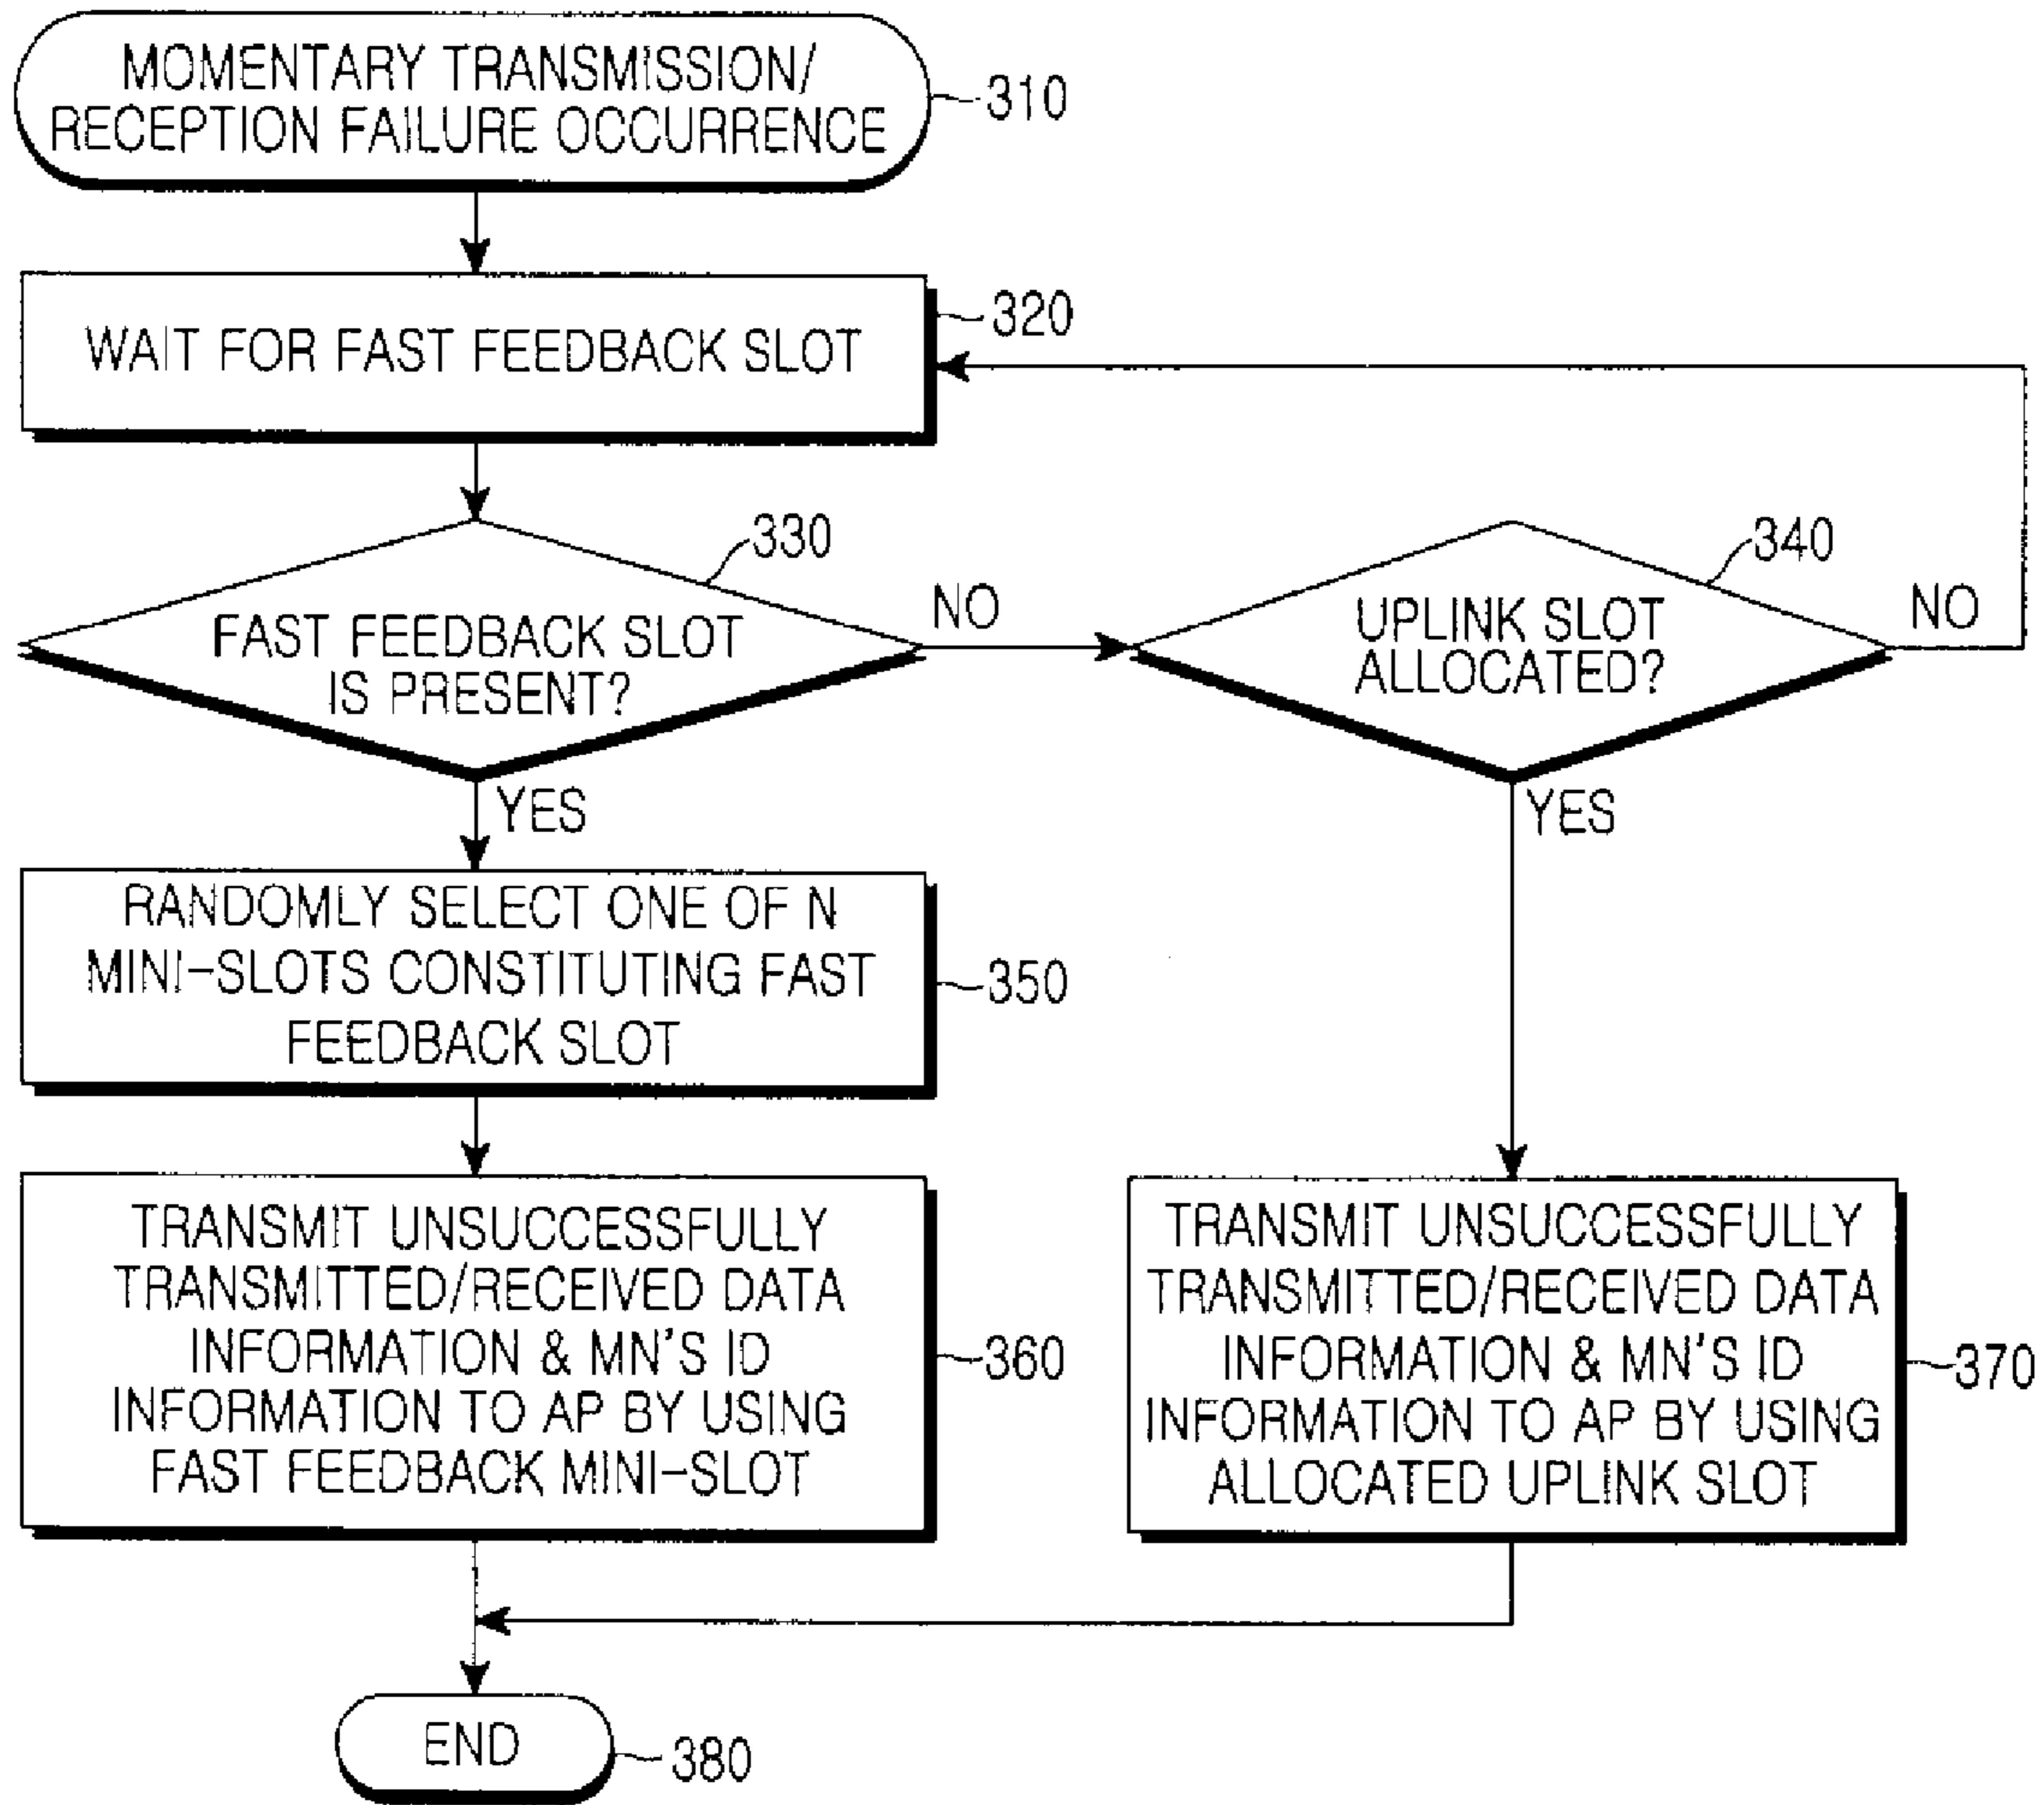 MOMENTARY TRANSMISSION/
RECEPTION FAILURE OCCURRENCE
310
WAIT FOR FAST FEEDBACK SLOT
320
FAST FEEDBACK SLOT
IS PRESENT?
330
NO
YES
UPLINK SLOT
ALLOCATED?
340
NO
YES
RANDOMLY SELECT ONE OF N
MINI-SLOTS CONSTITUTING FAST
FEEDBACK SLOT
350
TRANSMIT UNSUCCESSFULLY
TRANSMITTED/RECEIVED DATA
INFORMATION & MN'S ID
INFORMATION TO AP BY USING
FAST FEEDBACK MINI-SLOT
360
TRANSMIT UNSUCCESSFULLY
TRANSMITTED/RECEIVED DATA
INFORMATION & MN'S ID
INFORMATION TO AP BY USING
ALLOCATED UPLINK SLOT
370
END
380